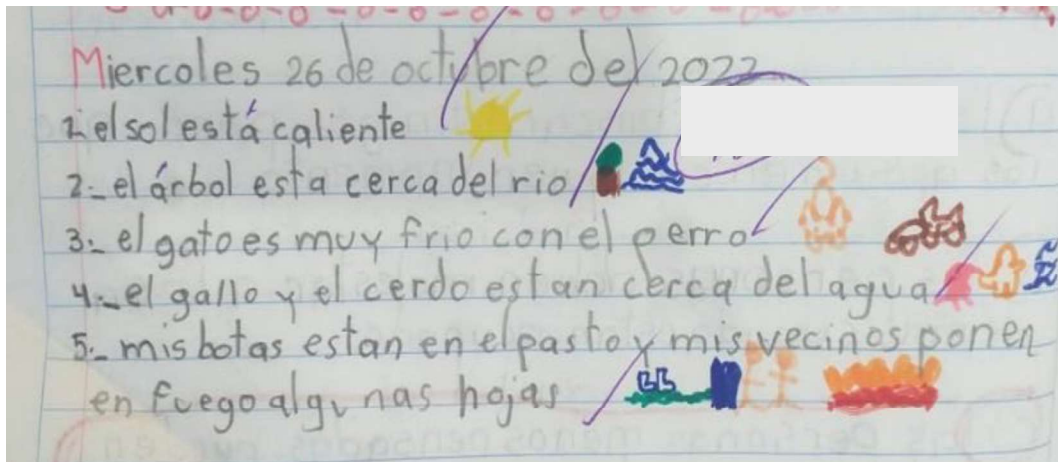 Miercoles 26 de octubre del 2022
1.- el sol está caliente
2.- el árbol esta cerca del rio
3.- el gato es muy frio con el perro
4.- el gallo y el cerdo estan cerca del agua
5.- mis botas estan en el pasto y mis vecinos ponen
en fuego algunas hojas